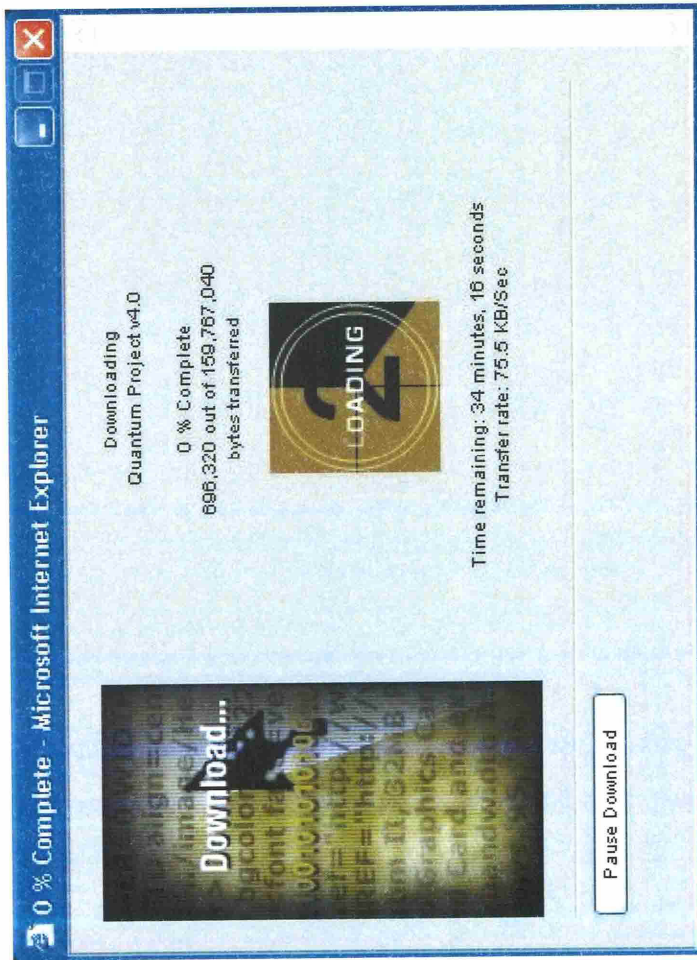 0 % Complete - Microsoft Internet Explorer
Download...
Downloading
Quantum Project v4.0
0 % Complete
696,320 out of 159,767,040
bytes transferred
LOADING
2
Time remaining: 34 minutes, 16 seconds
Transfer rate: 75.5 KB/Sec
Pause Download